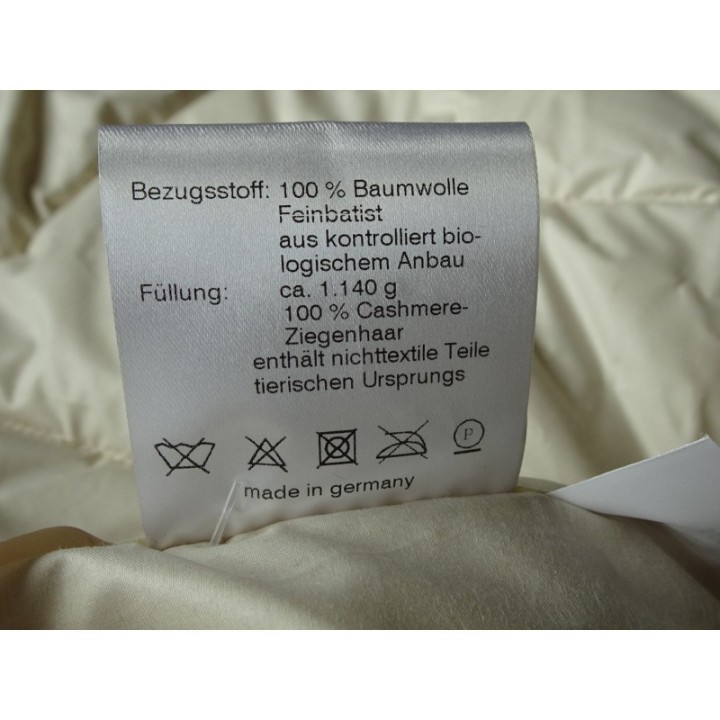 Bezugsstoff: 100 % Baumwolle
Feinbatist
aus kontrolliert bio-
logischem Anbau
Füllung: ca. 1.140 g
100 % Cashmere-
Ziegenhaar
enthält nichttextile Teile
tierischen Ursprungs
P
made in germany